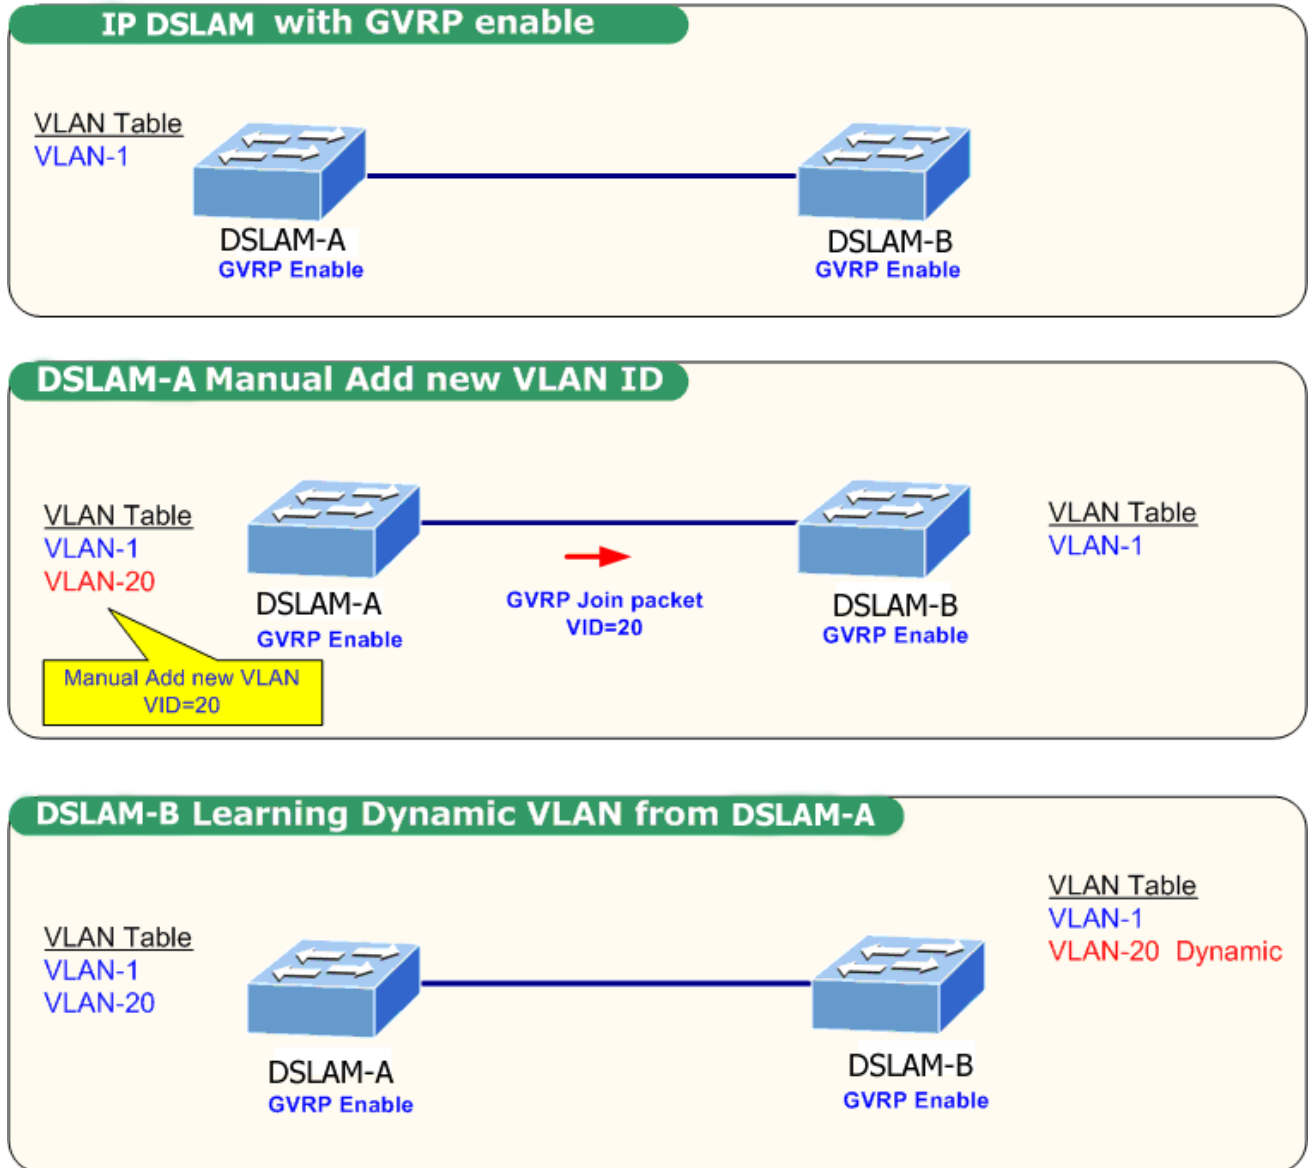 IP DSLAM with GVRP enable
VLAN Table
VLAN-1
DSLAM-A
GVRP Enable
DSLAM-B
GVRP Enable
DSLAM-A Manual Add new VLAN ID
VLAN Table
VLAN-1
VLAN-20
Manual Add new VLAN
VID=20
DSLAM-A
GVRP Enable
GVRP Join packet
VID=20
DSLAM-B
GVRP Enable
VLAN Table
VLAN-1
DSLAM-B Learning Dynamic VLAN from DSLAM-A
VLAN Table
VLAN-1
VLAN-20
DSLAM-A
GVRP Enable
DSLAM-B
GVRP Enable
VLAN Table
VLAN-1
VLAN-20 Dynamic